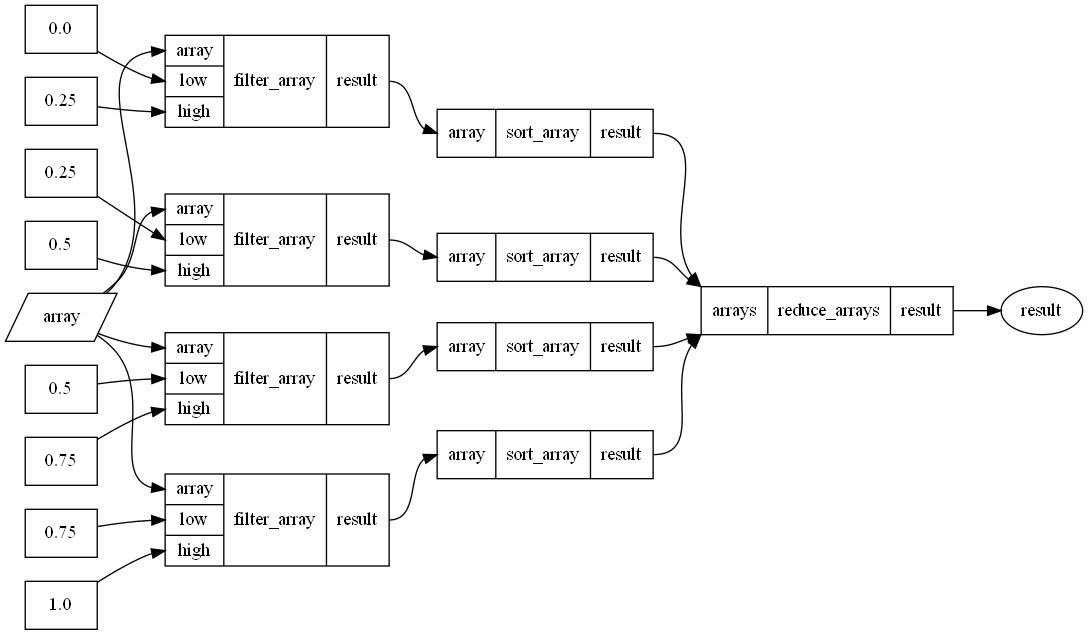 0.0
0.25
array
low
high
filter_array
result
array
sort_array
result
0.25
0.5
array
low
high
filter_array
result
array
sort_array
result
array
arrays
reduce_arrays
result
result
0.5
0.75
array
low
high
filter_array
result
array
sort_array
result
0.75
1.0
array
low
high
filter_array
result
array
sort_array
result